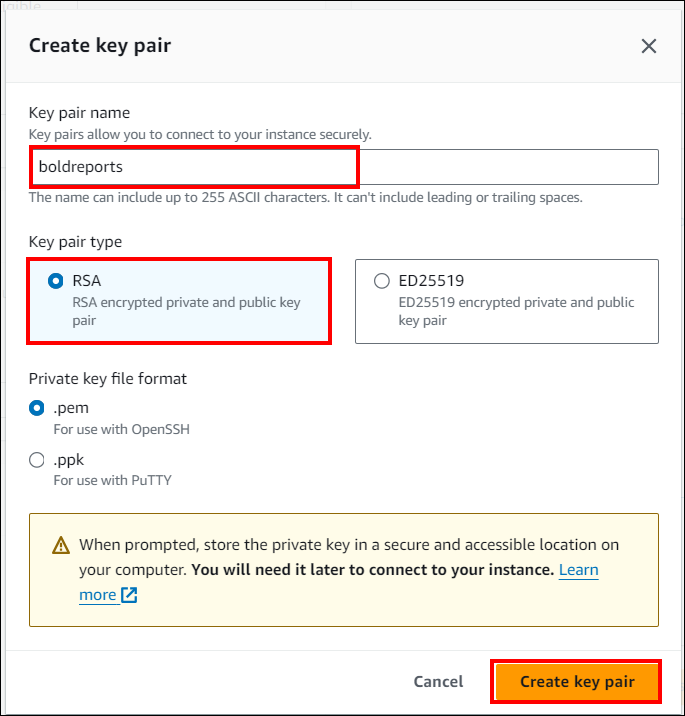 Create key pair
Key pair name
Key pairs allow you to connect to your instance securely.
boldreports
The name can include up to 255 ASCII characters. It can't include leading or trailing spaces.
Key pair type
RSA
RSA encrypted private and public key
pair
ED25519
ED25519 encrypted private and public
key pair
Private key file format
.pem
For use with OpenSSH
.ppk
For use with PuTTY
When prompted, store the private key in a secure and accessible location on
your computer. You will need it later to connect to your instance. Learn
more
Cancel
Create key pair